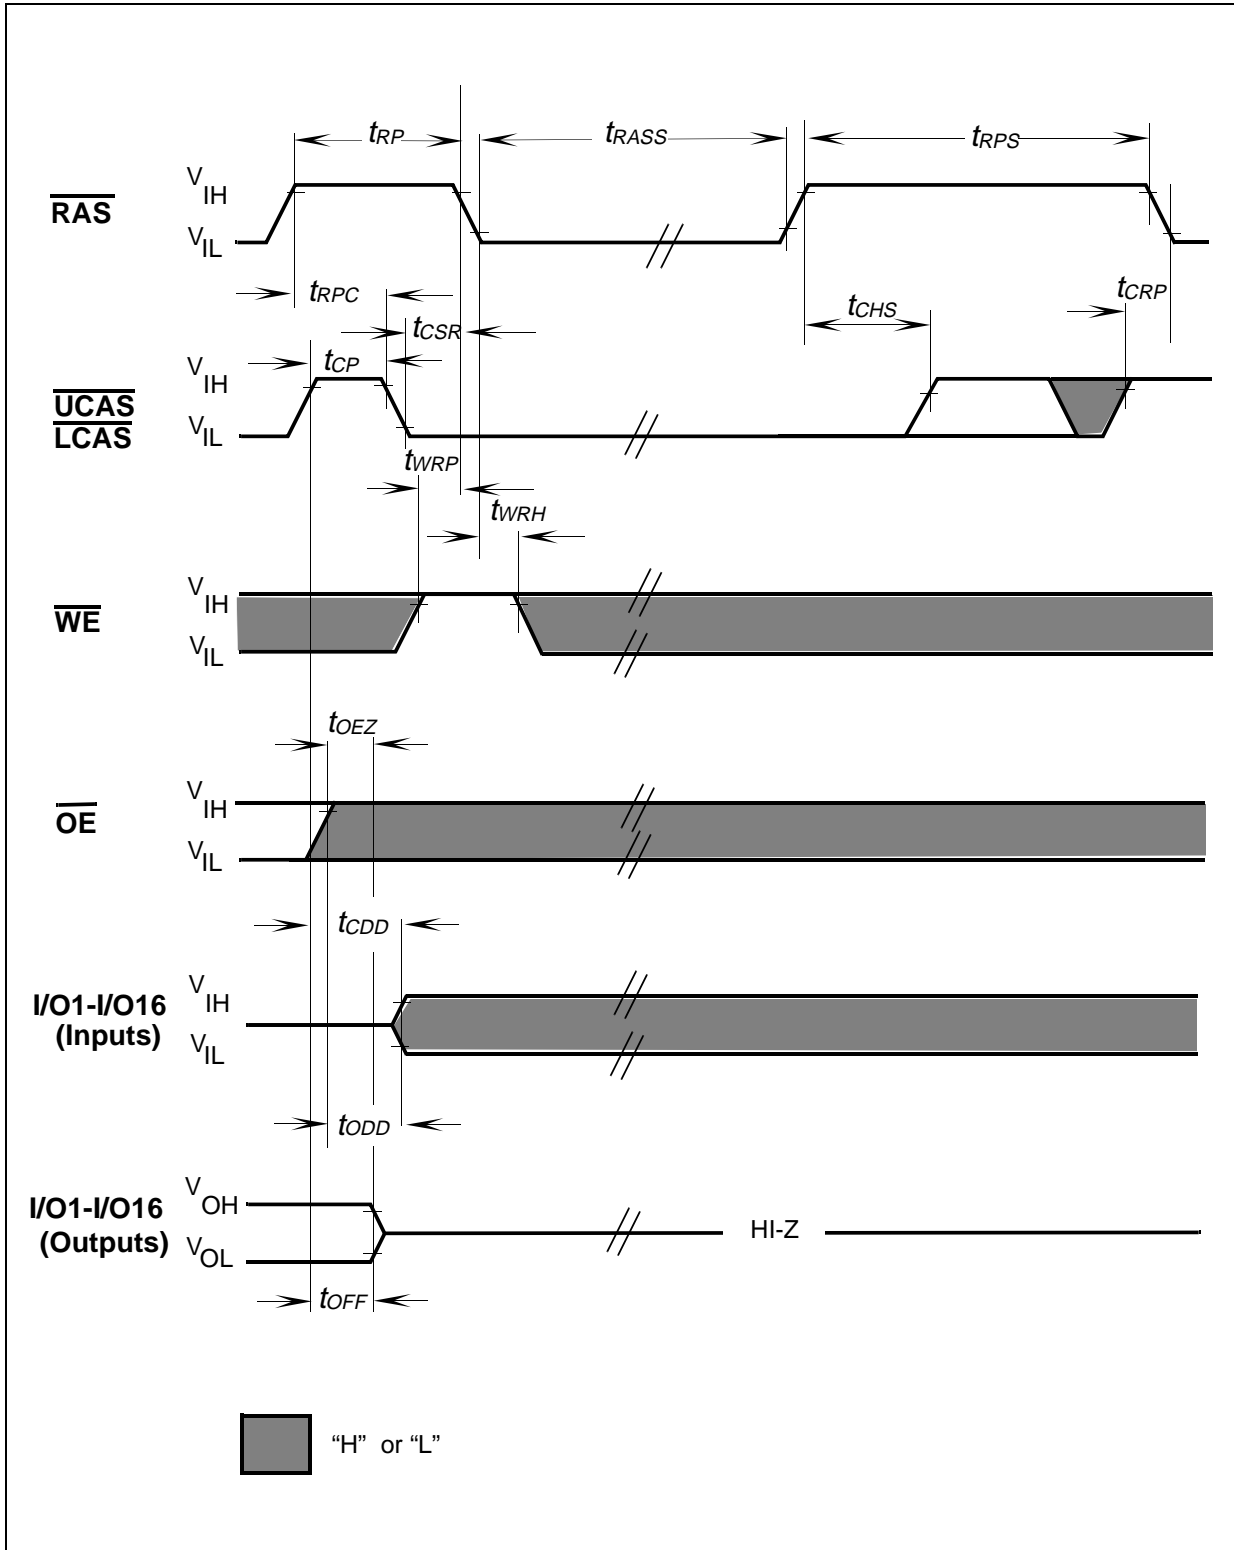 tRP
tRASS
tRPS
RAS
VIH
VIL
tRPC
tCSR
tCHS
tCRP
tCP
UCAS
LCAS
VIH
VIL
tWRP
tWRH
WE
VIH
VIL
tOEZ
OE
VIH
VIL
tCDD
I/O1-I/O16
(Inputs)
VIH
VIL
tODD
I/O1-I/O16
(Outputs)
VOH
VOL
HI-Z
tOFF
“H” or “L”